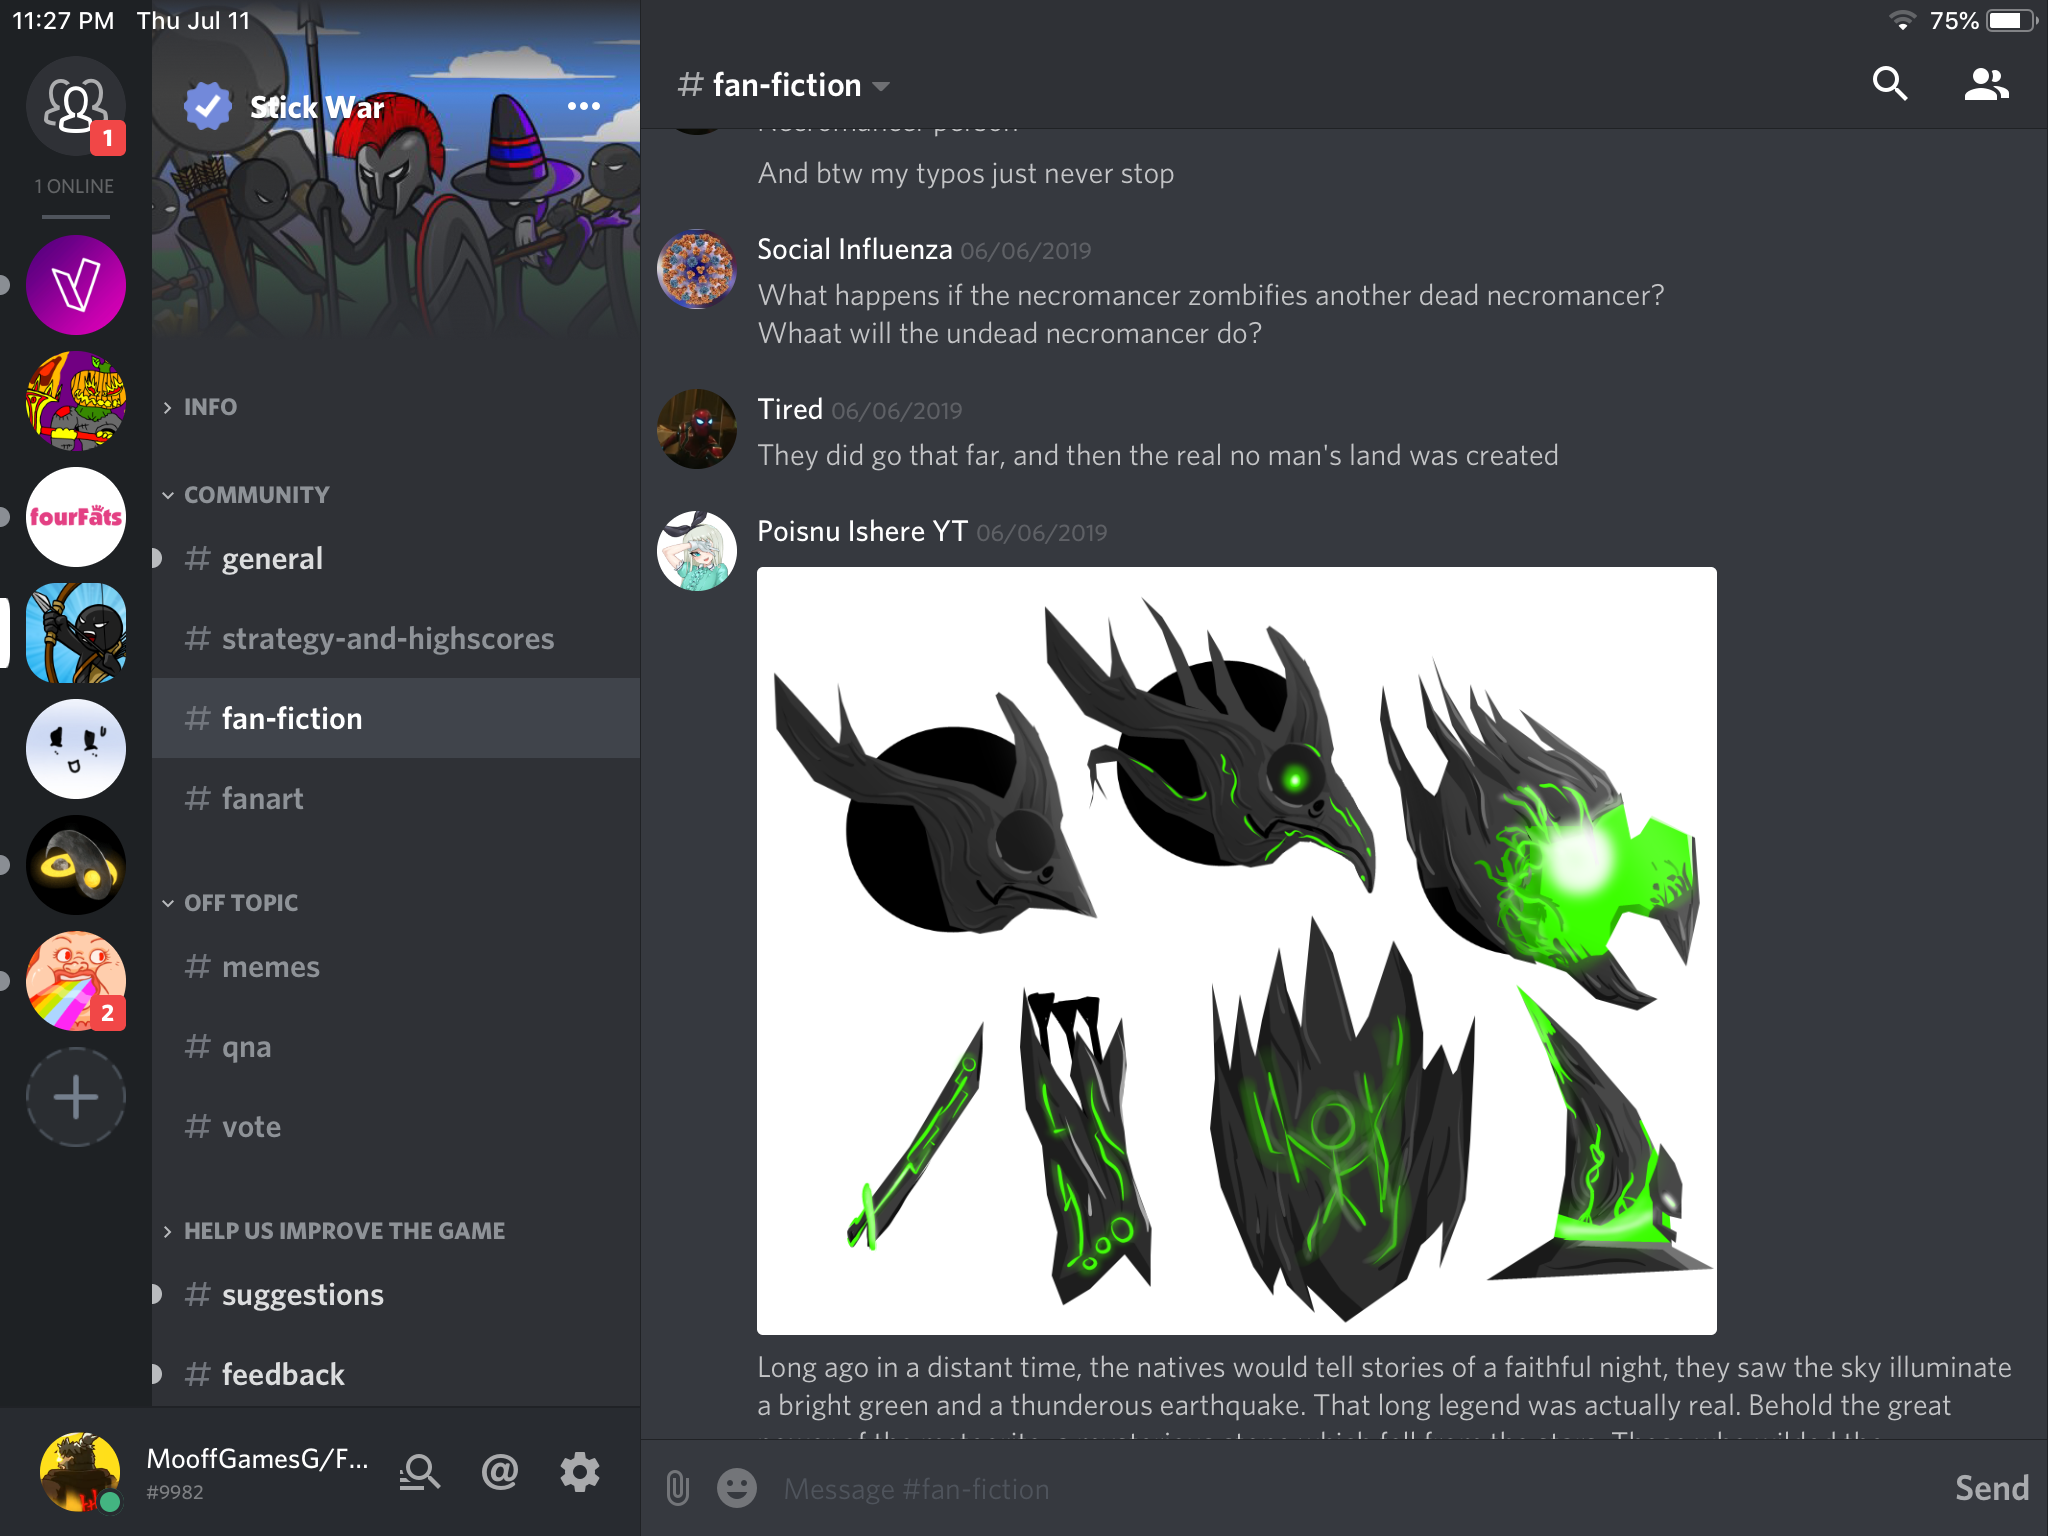 11:27 PM Thu Jul 11
75%
1
1 ONLINE
fourFats
2
Stick War
INFO
COMMUNITY
# general
# strategy-and-highscores
# fan-fiction
# fanart
OFF TOPIC
# memes
# qna
# vote
HELP US IMPROVE THE GAME
# suggestions
# feedback
MooffGamesG/F...
#9982
# fan-fiction
Necromancer person
And btw my typos just never stop
Social Influenza 06/06/2019
What happens if the necromancer zombifies another dead necromancer?
Whaat will the undead necromancer do?
Tired 06/06/2019
They did go that far, and then the real no man's land was created
Poisnu Ishere YT 06/06/2019
Long ago in a distant time, the natives would tell stories of a faithful night, they saw the sky illuminate
a bright green and a thunderous earthquake. That long legend was actually real. Behold the great
Message #fan-fiction
Send